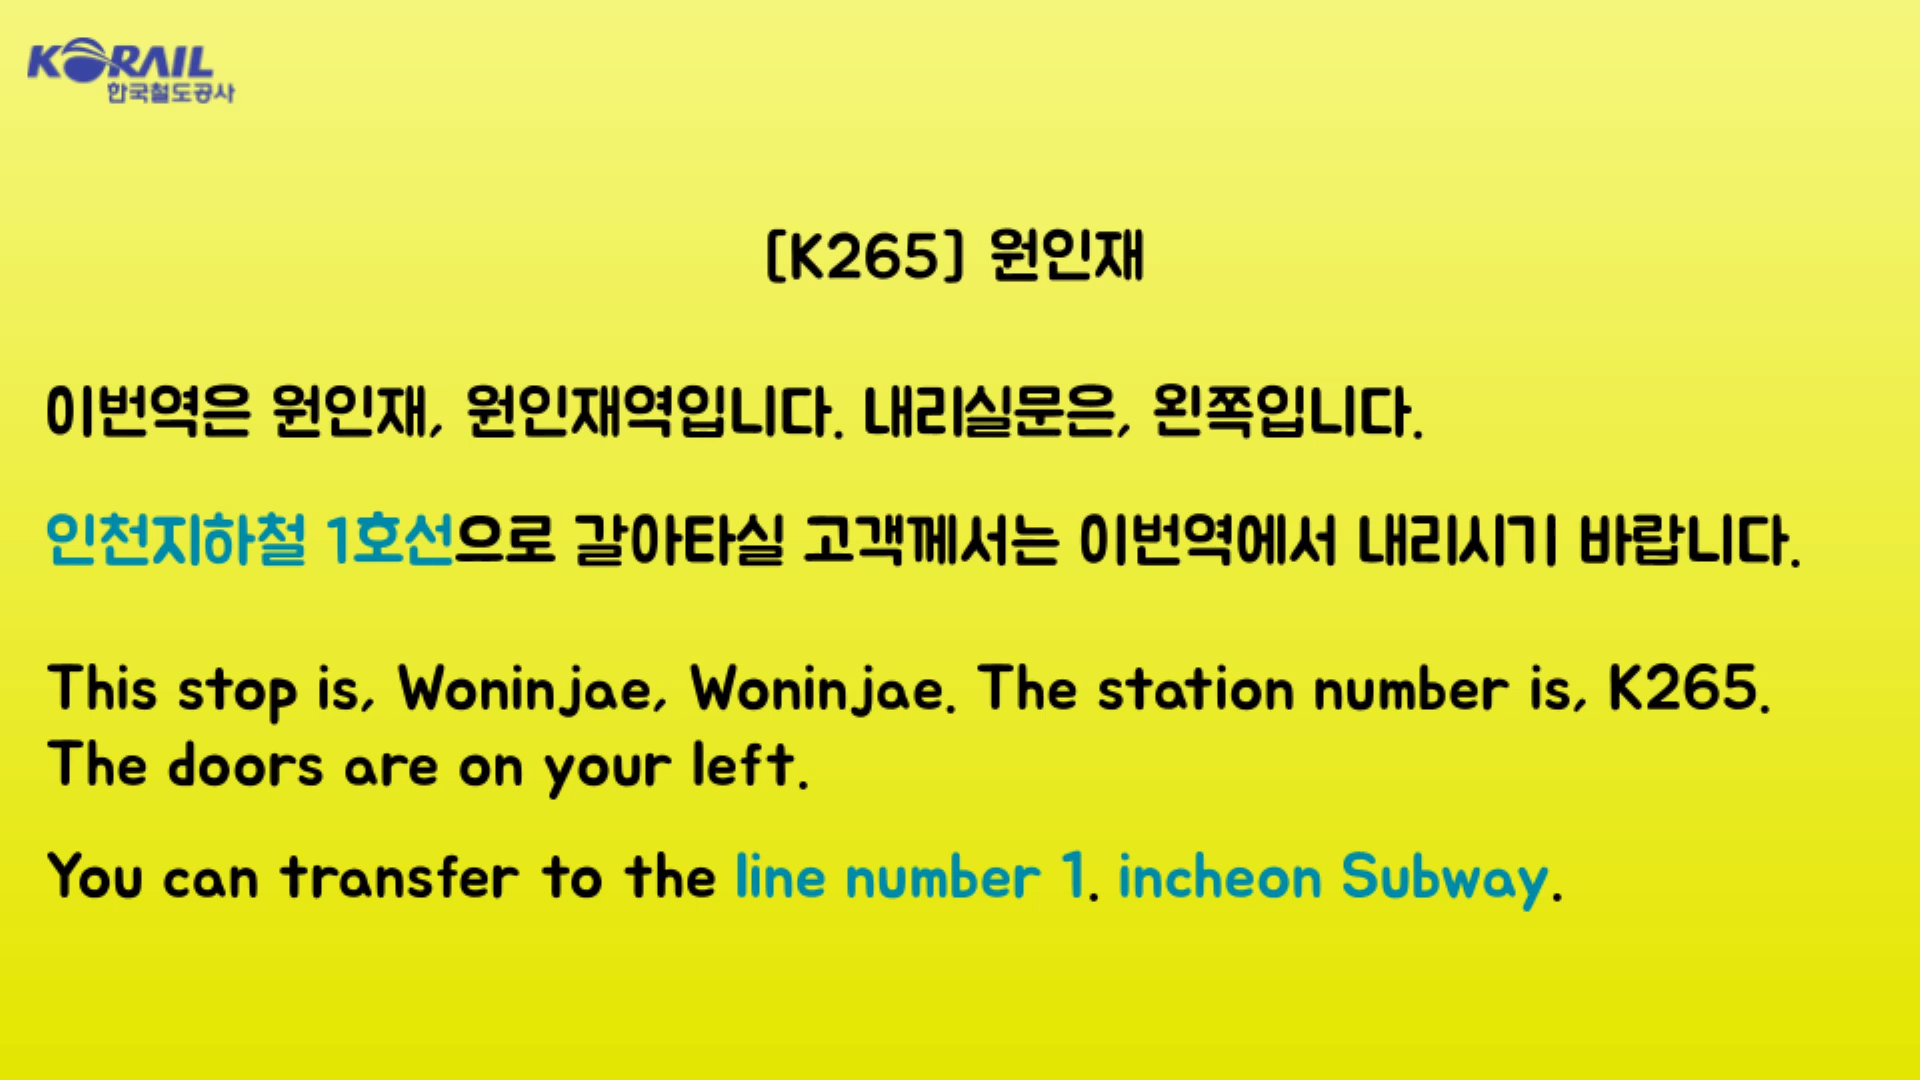 KORAIL
한국철도공사
[K265] 원인재
이번역은 원인재, 원인재역입니다. 내리실문은, 왼쪽입니다.
인천지하철 1호선으로 갈아타실 고객께서는 이번역에서 내리시기 바랍니다.
This stop is, Woninjae, Woninjae. The station number is, K265.
The doors are on your left.
You can transfer to the line number 1. incheon Subway.